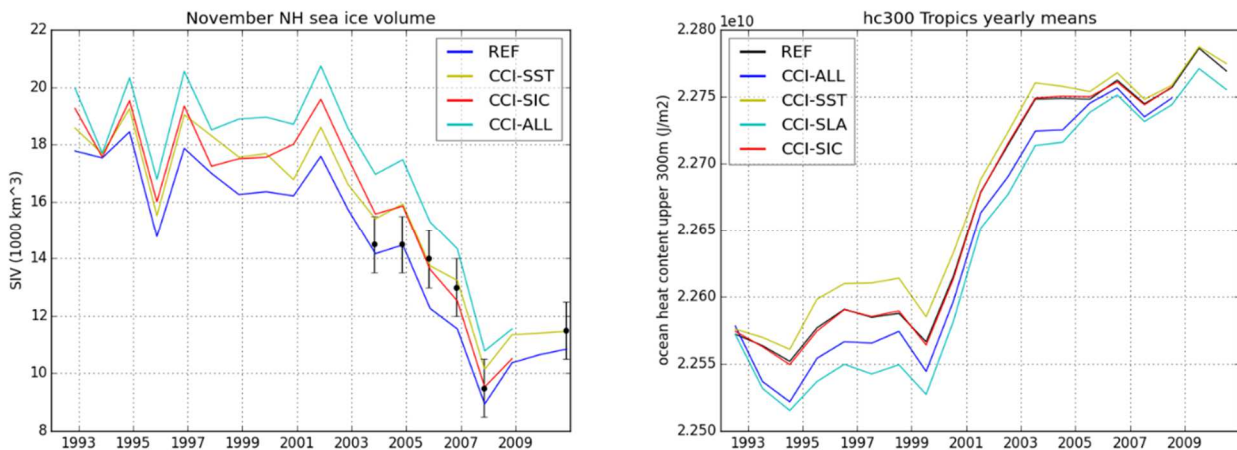 November NH sea ice volume
22
20
18
16
14
12
10
8
SIV (1000 km^3)
REF
CCI-SST
CCI-SIC
CCI-ALL
1993 1995 1997 1999 2001 2003 2005 2007 2009
hc300 Tropics yearly means
1e10
2.280
2.275
2.270
2.265
2.260
2.255
2.250
ocean heat content upper 300m (J/m2)
REF
CCI-ALL
CCI-SST
CCI-SLA
CCI-SIC
1993 1995 1997 1999 2001 2003 2005 2007 2009